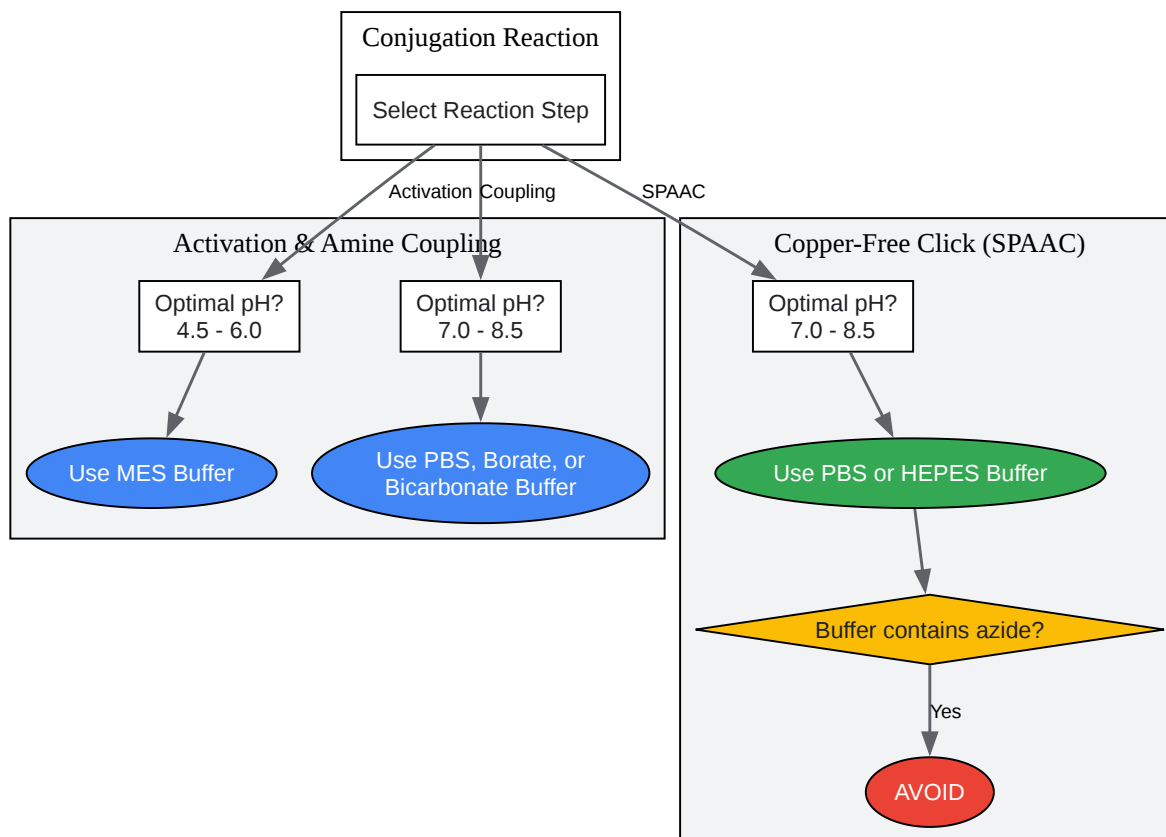 Conjugation Reaction
Select Reaction Step
Activation
Coupling
SPAAC
Activation & Amine Coupling
Copper-Free Click (SPAAC)
Optimal pH?
4.5 - 6.0
Optimal pH?
7.0 - 8.5
Optimal pH?
7.0 - 8.5
Use MES Buffer
Use PBS, Borate, or
Bicarbonate Buffer
Use PBS or HEPES Buffer
Buffer contains azide?
Yes
AVOID